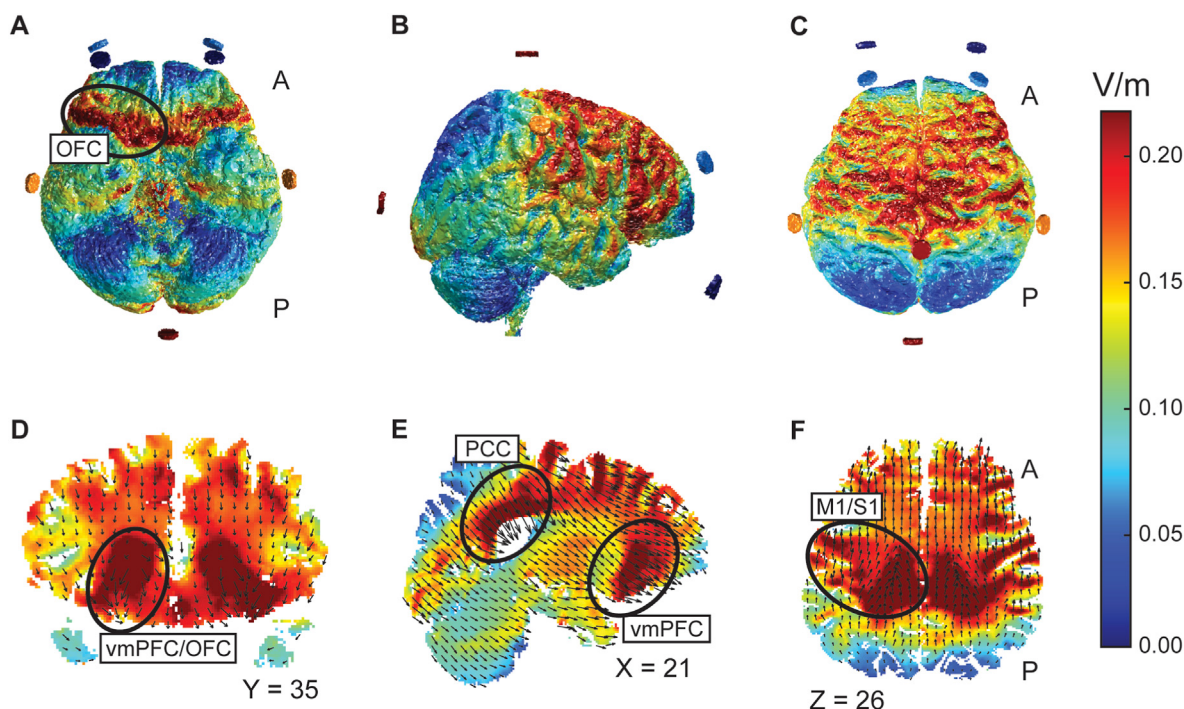 A
B
C
A
A
V/m
OFC
0.20
0.15
P
P
D
E
F
PCC
A
0.10
M1/S1
0.05
vmPFC/OFC
vmPFC
P
0.00
Y = 35
X = 21
Z = 26